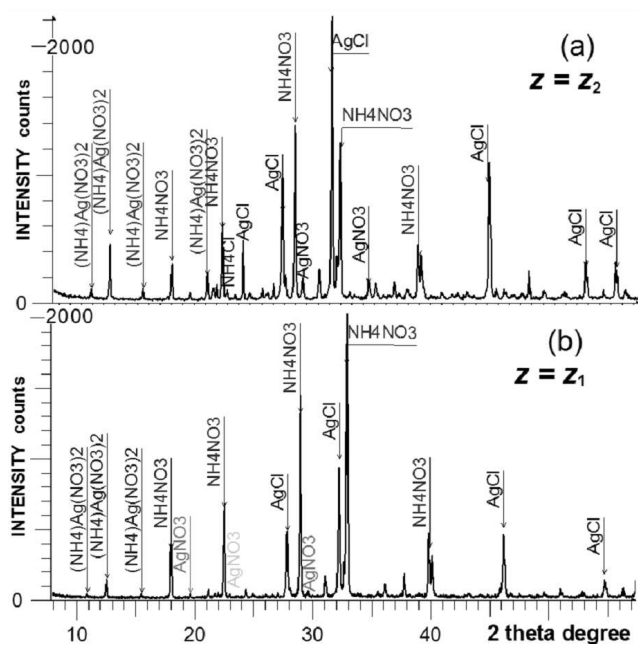 2000
AgCl
(a)
z = z2
NH4NO3
NH4NO3
(NH4)Ag(NO3)2
(NH4)Ag(NO3)2
(NH4)Ag(NO3)2
NH4NO3
(NH4)Ag(NO3)2
NH4NO3
NH4Cl
AgCl
AgCl
AgNO3
AgNO3
NH4NO3
AgCl
AgCl
AgCl
INTENSITY counts
0
2000
(b)
z = z1
NH4NO3
NH4NO3
(NH4)Ag(NO3)2
(NH4)Ag(NO3)2
(NH4)Ag(NO3)2
NH4NO3
AgNO3
NH4NO3
AgNO3
AgCl
AgNO3
AgCl
NH4NO3
AgCl
AgCl
INTENSITY counts
0
10 20 30 40 2 theta degree